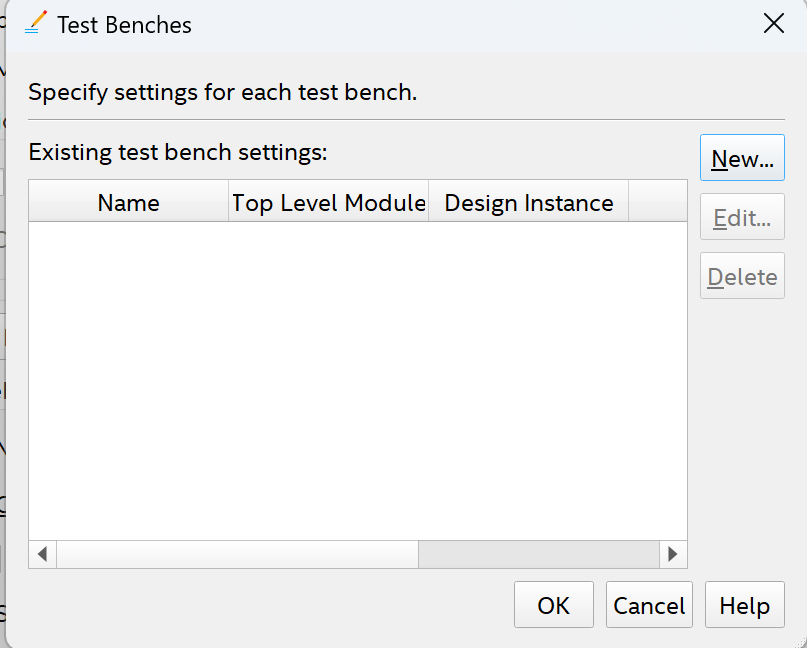 Test Benches
Specify settings for each test bench.
Existing test bench settings:
New...
Name Top Level Module Design Instance
Edit...
Delete
OK Cancel Help